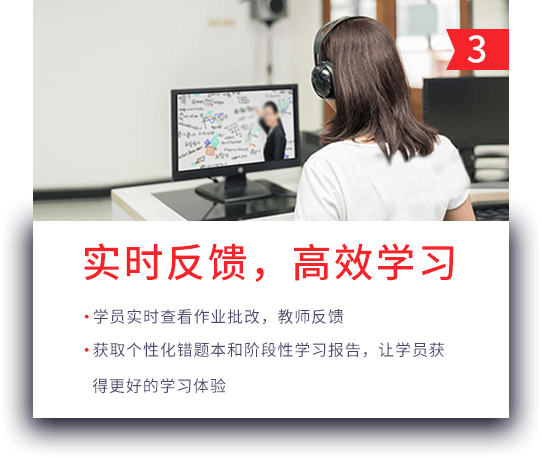 3
实时反馈，高效学习
•学员实时查看作业批改，教师反馈
•获取个性化错题本和阶段性学习报告，让学员获
得更好的学习体验